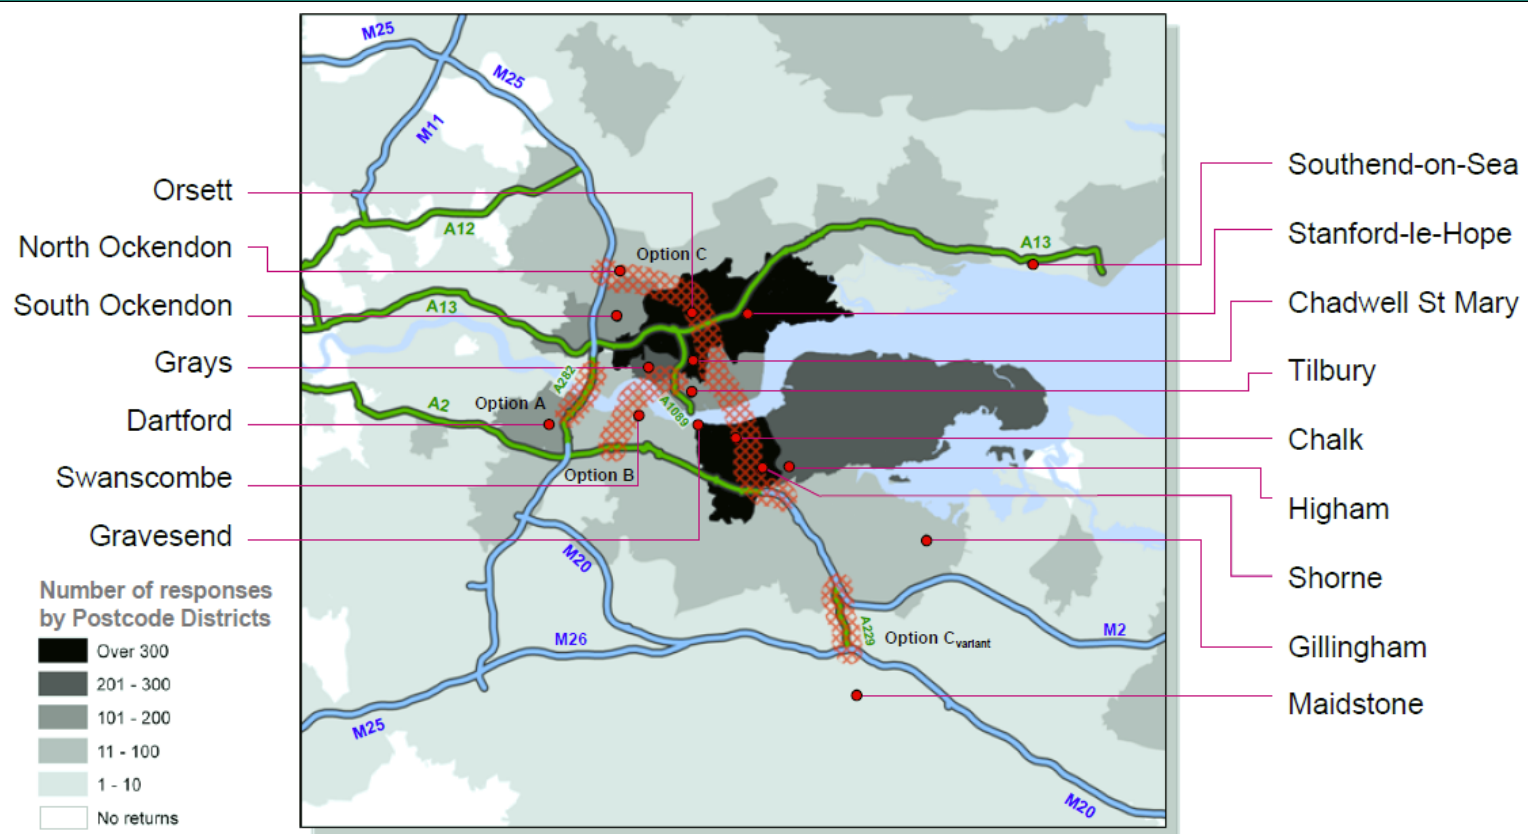 Orsett
North Ockendon
South Ockendon
Grays
Dartford
Swanscombe
Gravesend
Number of responses
by Postcode Districts
Over 300
201 - 300
101 - 200
11 - 100
1 - 10
No returns
M25
M25
M11
A12
Option C
A13
A13
A282
A2
Option A
A1089
Option B
M20
M26
A229
Option Cvariant
M2
M25
M20
Southend-on-Sea
Stanford-le-Hope
Chadwell St Mary
Tilbury
Chalk
Higham
Shorne
Gillingham
Maidstone